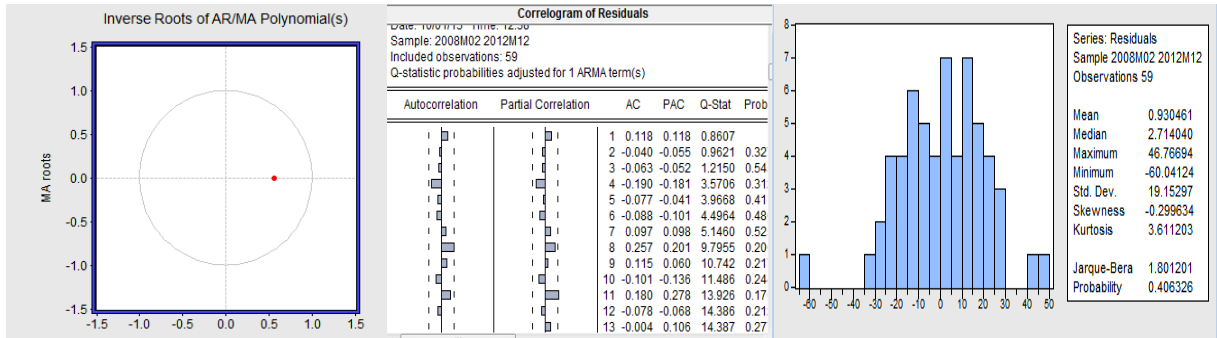 Inverse Roots of AR/MA Polynomial(s)
1.5
1.0
0.5
0.0
-0.5
-1.0
-1.5
MA roots
-1.5 -1.0 -0.5 0.0 0.5 1.0 1.5
Correlogram of Residuals
Sample: 2008M02 2012M12
Included observations: 59
Q-statistic probabilities adjusted for 1 ARMA term(s)
Autocorrelation Partial Correlation AC PAC Q-Stat Prob
1 0.118 0.118 0.8607
2 -0.040 -0.055 0.9621 0.32
3 -0.063 -0.052 1.2150 0.54
4 -0.190 -0.181 3.5706 0.31
5 -0.077 -0.041 3.9668 0.41
6 -0.088 -0.101 4.4964 0.48
7 0.097 0.098 5.1460 0.52
8 0.257 0.201 9.7955 0.20
9 0.115 0.060 10.742 0.21
10 -0.101 -0.136 11.486 0.24
11 0.180 0.278 13.926 0.17
12 -0.078 -0.068 14.386 0.21
13 -0.004 0.106 14.387 0.27
8
7
6
5
4
3
2
1
0
-60 -50 -40 -30 -20 -10 0 10 20 30 40 50
Series: Residuals
Sample 2008M02 2012M12
Observations 59
Mean 0.930461
Median 2.714040
Maximum 46.76694
Minimum -60.04124
Std. Dev. 19.15297
Skewness -0.299634
Kurtosis 3.611203
Jarque-Bera 1.801201
Probability 0.406326